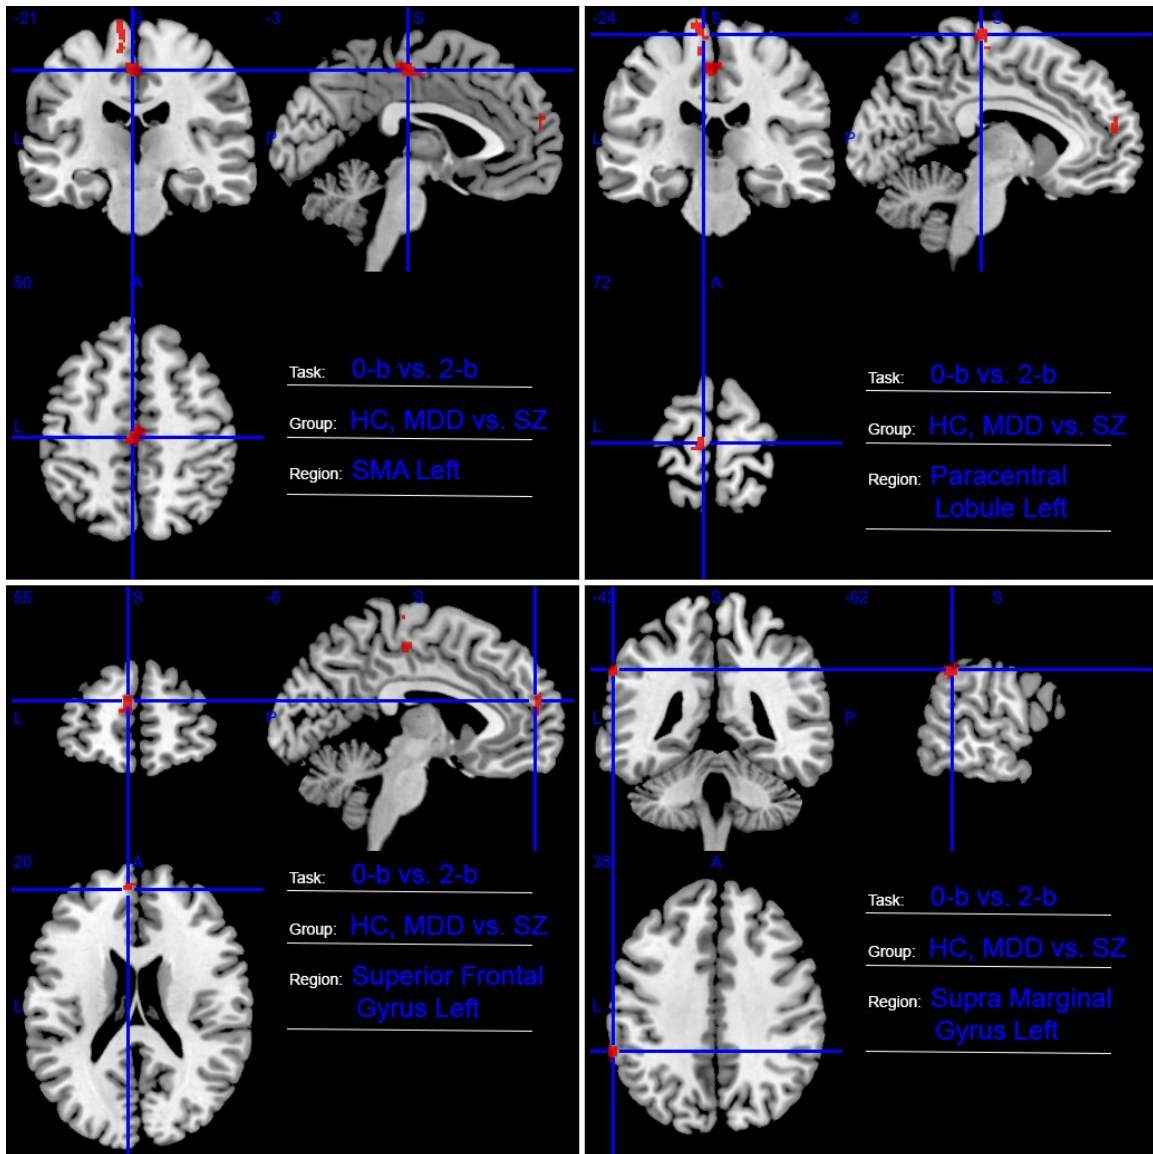 -21 S -3 S
L P
50 A
Task: 0-b vs. 2-b
Group: HC, MDD vs. SZ
L
Region: SMA Left
-24 S -8 S
L P
72 A
Task: 0-b vs. 2-b
Group: HC, MDD vs. SZ
L
Region: Paracentral
Lobule Left
55 S -6 S
L P
20 A
Task: 0-b vs. 2-b
Group: HC, MDD vs. SZ
Region: Superior Frontal
L
Gyrus Left
S -62 S
L P
38 A
Task: 0-b vs. 2-b
Group: HC, MDD vs. SZ
L
Region: Supra Marginal
Gyrus Left